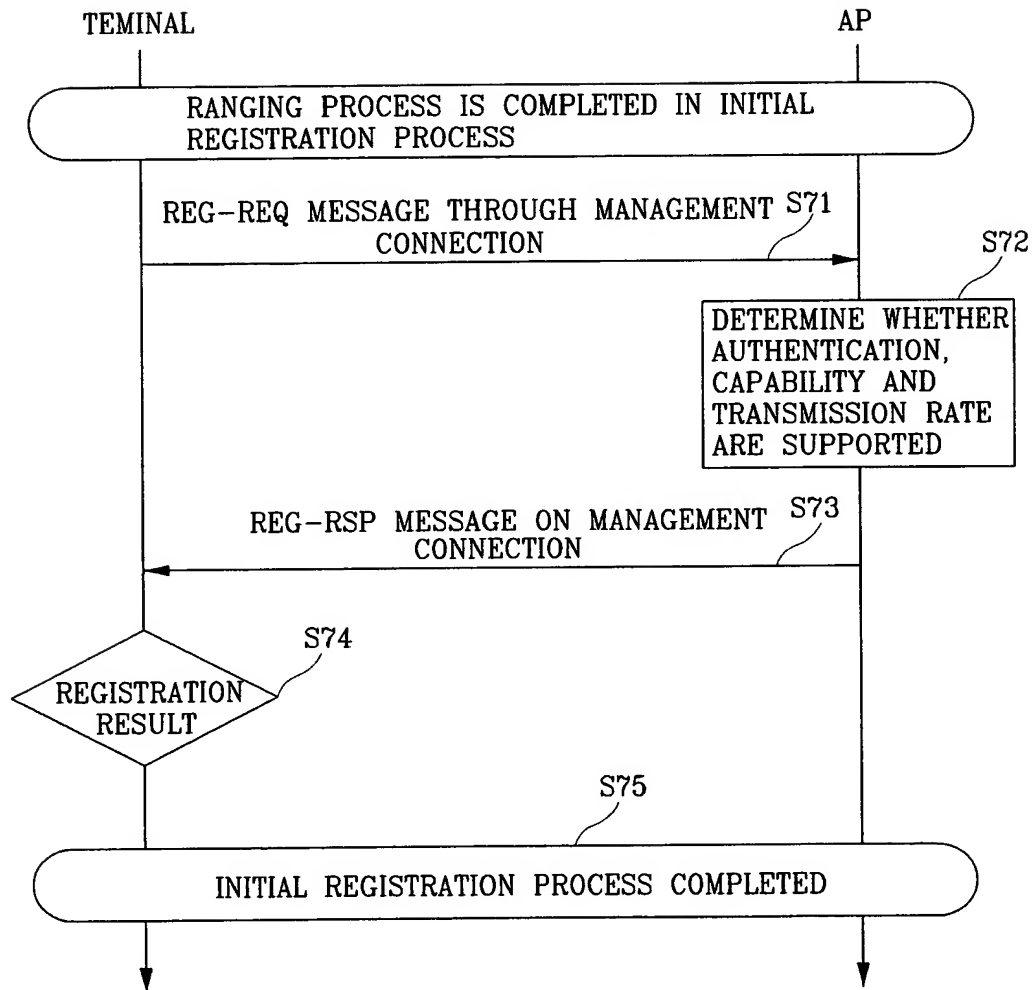 TEMINAL
AP
RANGING PROCESS IS COMPLETED IN INITIAL
REGISTRATION PROCESS
REG-REQ MESSAGE THROUGH MANAGEMENT
CONNECTION
S71
S72
DETERMINE WHETHER
AUTHENTICATION,
CAPABILITY AND
TRANSMISSION RATE
ARE SUPPORTED
REG-RSP MESSAGE ON MANAGEMENT
CONNECTION
S73
S74
REGISTRATION
RESULT
S75
INITIAL REGISTRATION PROCESS COMPLETED